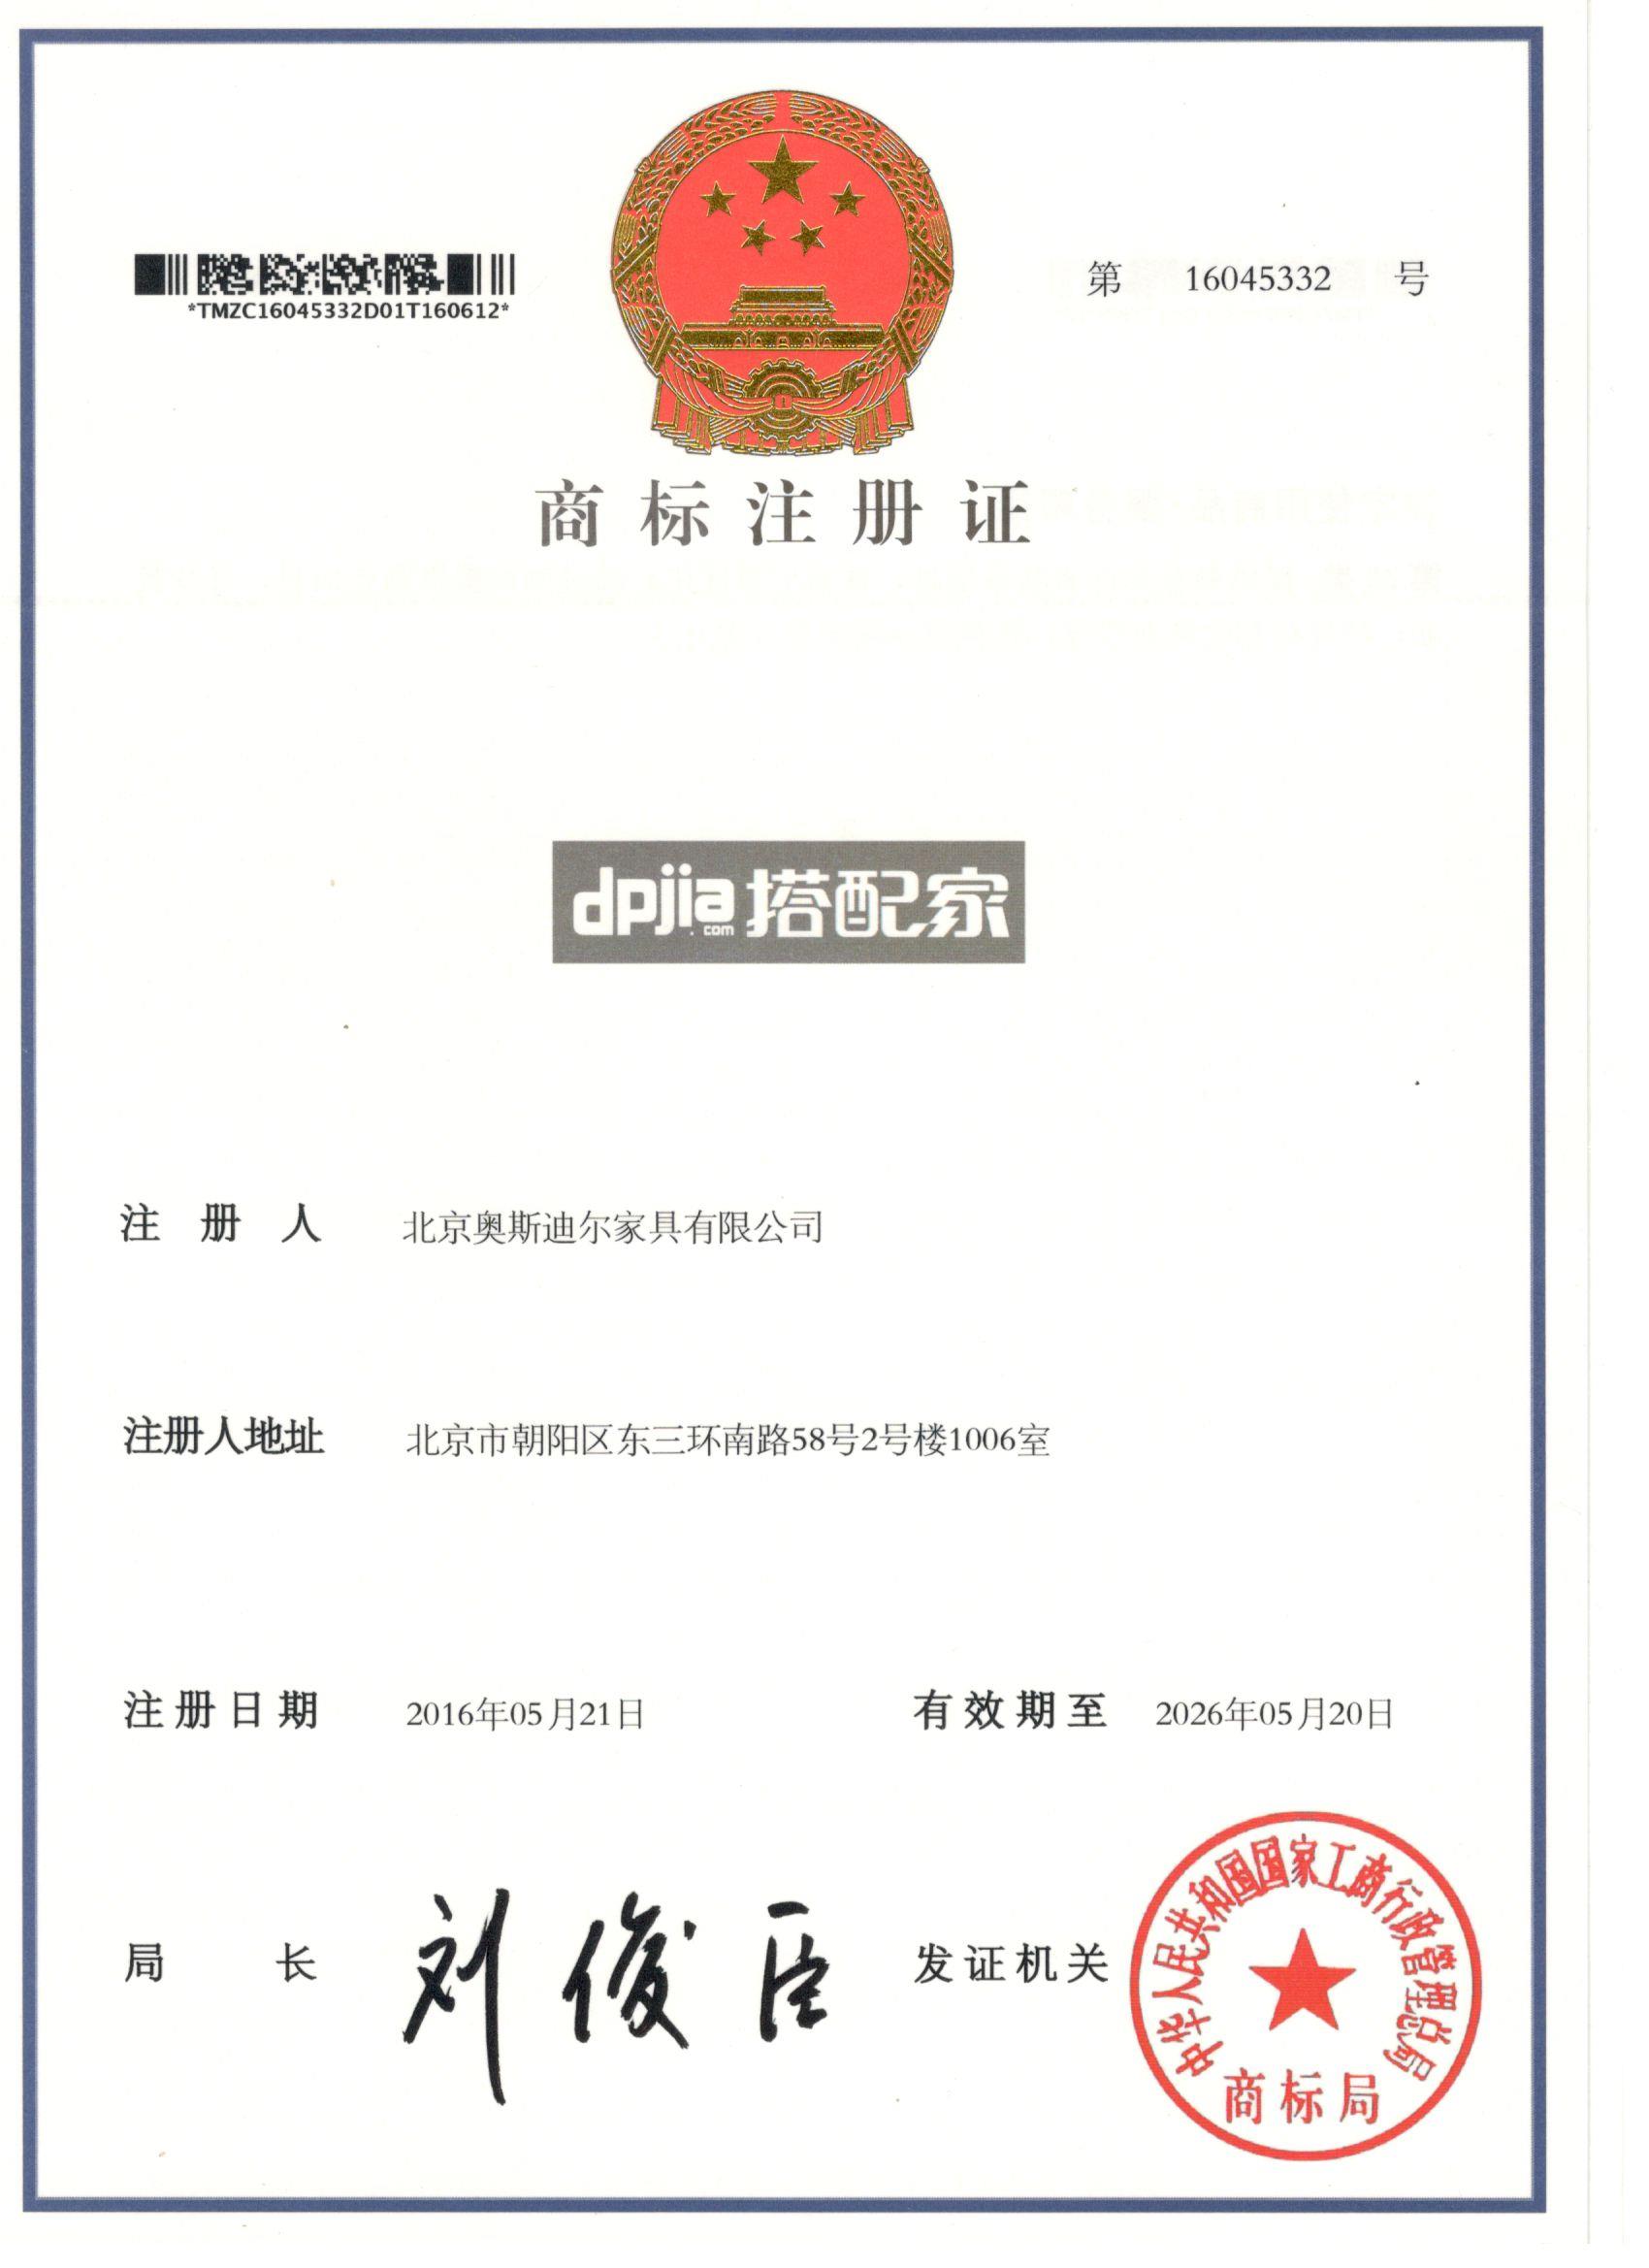 *TMZC16045332D01T160612*
第 16045332 号
商标注册证
dpjia.com 搭配家
注册人 北京奥斯迪尔家具有限公司
注册人地址 北京市朝阳区东三环南路58号2号楼1006室
注册日期 2016年05月21日 有效期至 2026年05月20日
局长 刘俊臣 发证机关
中华人民共和国国家工商行政管理总局
商标局